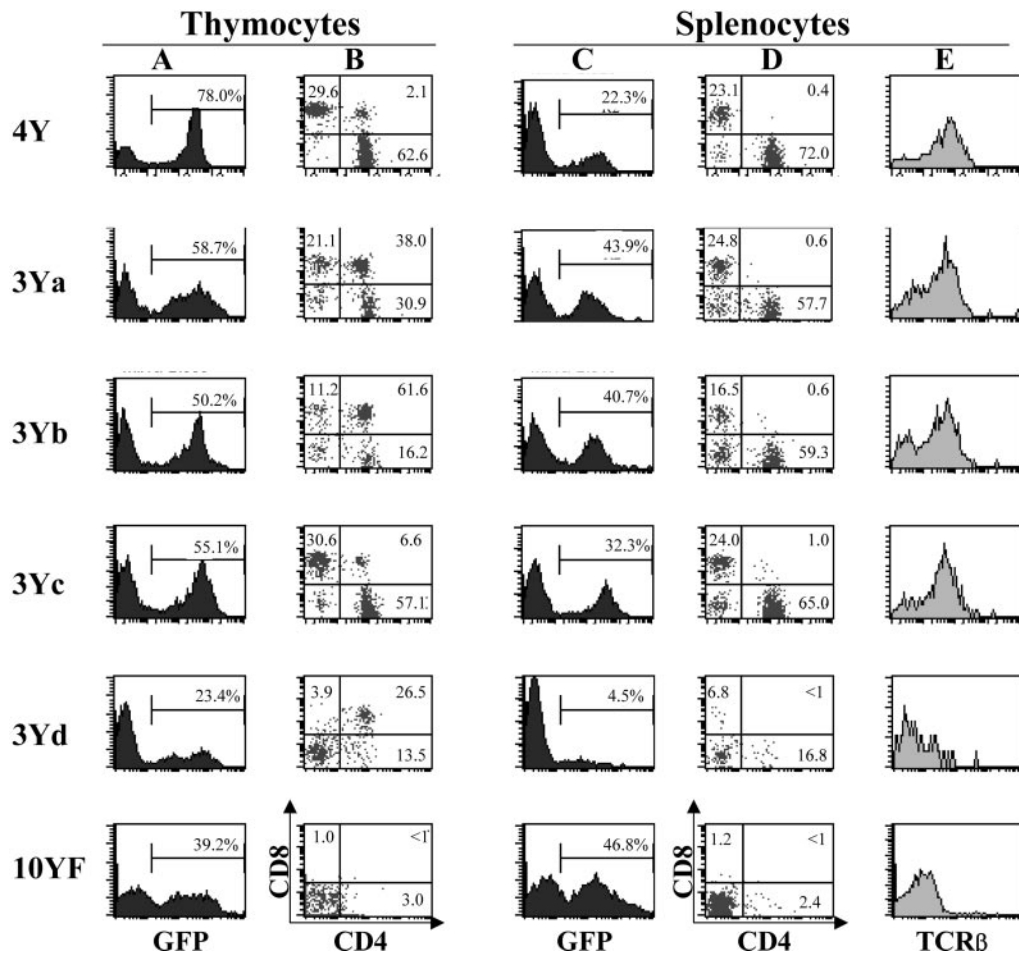 Thymocytes Splenocytes
A B C D E
4Y 78.0% 29.6 2.1 22.3% 23.1 0.4
62.6 72.0
3Ya 58.7% 21.1 38.0 43.9% 24.8 0.6
30.9 57.7
3Yb 50.2% 11.2 61.6 40.7% 16.5 0.6
16.2 59.3
3Yc 55.1% 30.6 6.6 32.3% 24.0 1.0
57.1 65.0
3Yd 23.4% 3.9 26.5 4.5% 6.8 <1
13.5 16.8
10YF 39.2% CD8 1.0 <1 46.8% CD8 1.2 <1
3.0 2.4
GFP CD4 GFP CD4 TCRβ